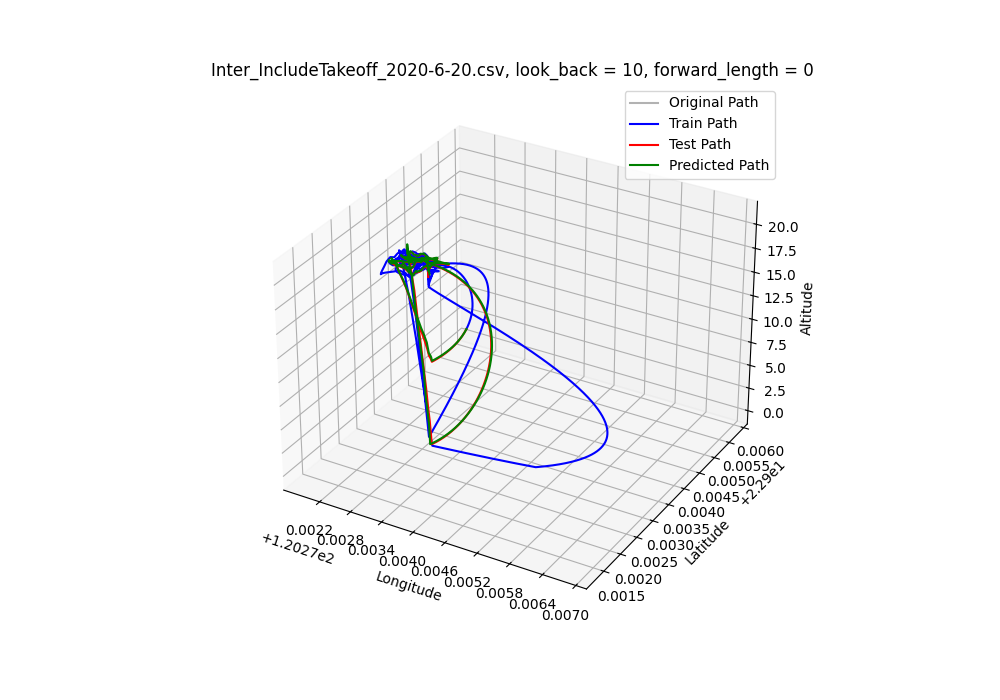 Inter_IncludeTakeoff_2020-6-20.csv, look_back = 10, forward_length = 0
Original Path
Train Path
Test Path
Predicted Path
20.0
17.5
15.0
12.5
10.0
7.5
5.0
2.5
0.0
Altitude
0.0060
0.0055
0.0050
0.0045
0.0040
0.0035
0.0030
0.0025
0.0020
0.0015
+2.29e1
Latitude
0.0022
0.0028
0.0034
0.0040
0.0046
0.0052
0.0058
0.0064
0.0070
+1.2027e2
Longitude